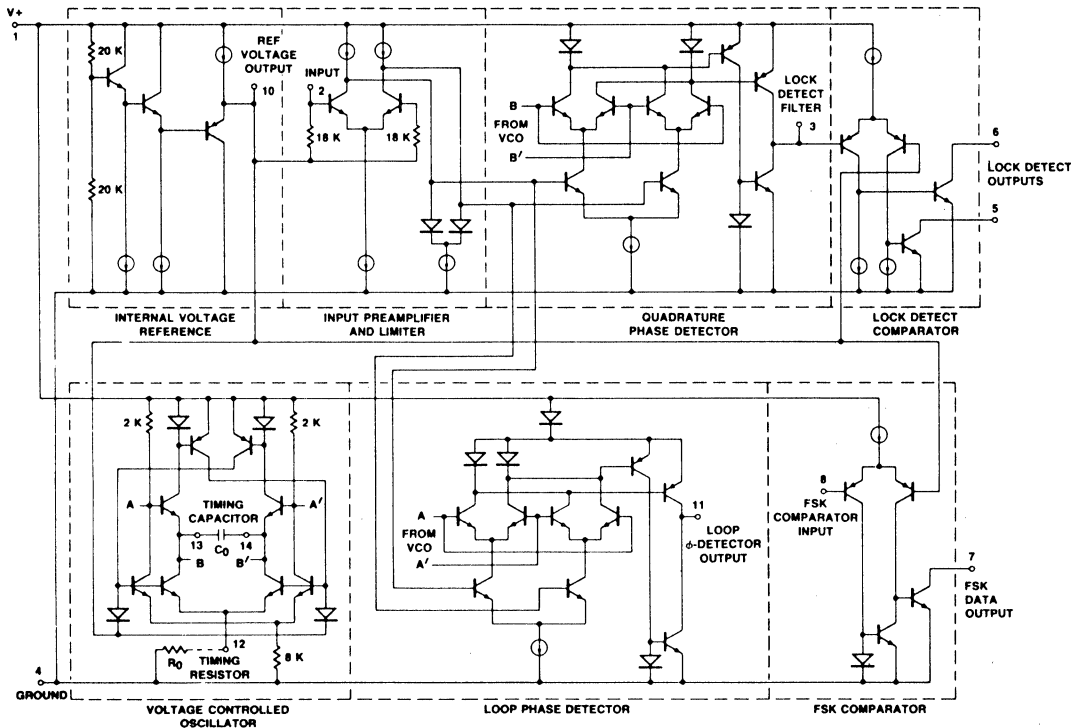 V+
1
20 K
20 K
REF
VOLTAGE
OUTPUT
10
INPUT
2
18 K
18 K
B
FROM
VCO
B′
LOCK
DETECT
FILTER
3
6
LOCK DETECT
OUTPUTS
5
INTERNAL VOLTAGE
REFERENCE
INPUT PREAMPLIFIER
AND LIMITER
QUADRATURE
PHASE DETECTOR
LOCK DETECT
COMPARATOR
2 K
2 K
A
TIMING
CAPACITOR
A′
13
C0
14
B
B′
12
R0
TIMING
RESISTOR
8 K
4
GROUND
A
FROM
VCO
A′
11
LOOP
ϕ-DETECTOR
OUTPUT
8
FSK
COMPARATOR
INPUT
7
FSK
DATA
OUTPUT
VOLTAGE CONTROLLED
OSCILLATOR
LOOP PHASE DETECTOR
FSK COMPARATOR